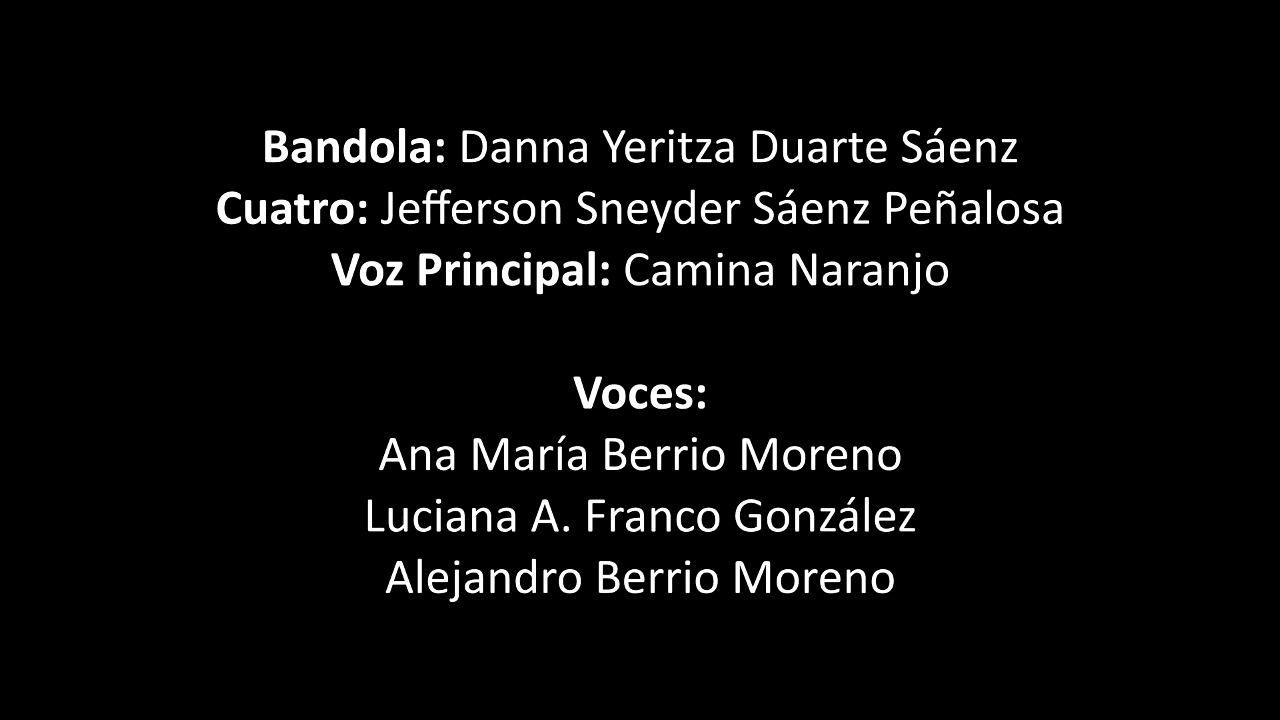 Bandola: Danna Yeritza Duarte Sáenz
Cuatro: Jefferson Sneyder Sáenz Peñalosa
Voz Principal: Camina Naranjo
Voces:
Ana María Berrio Moreno
Luciana A. Franco González
Alejandro Berrio Moreno